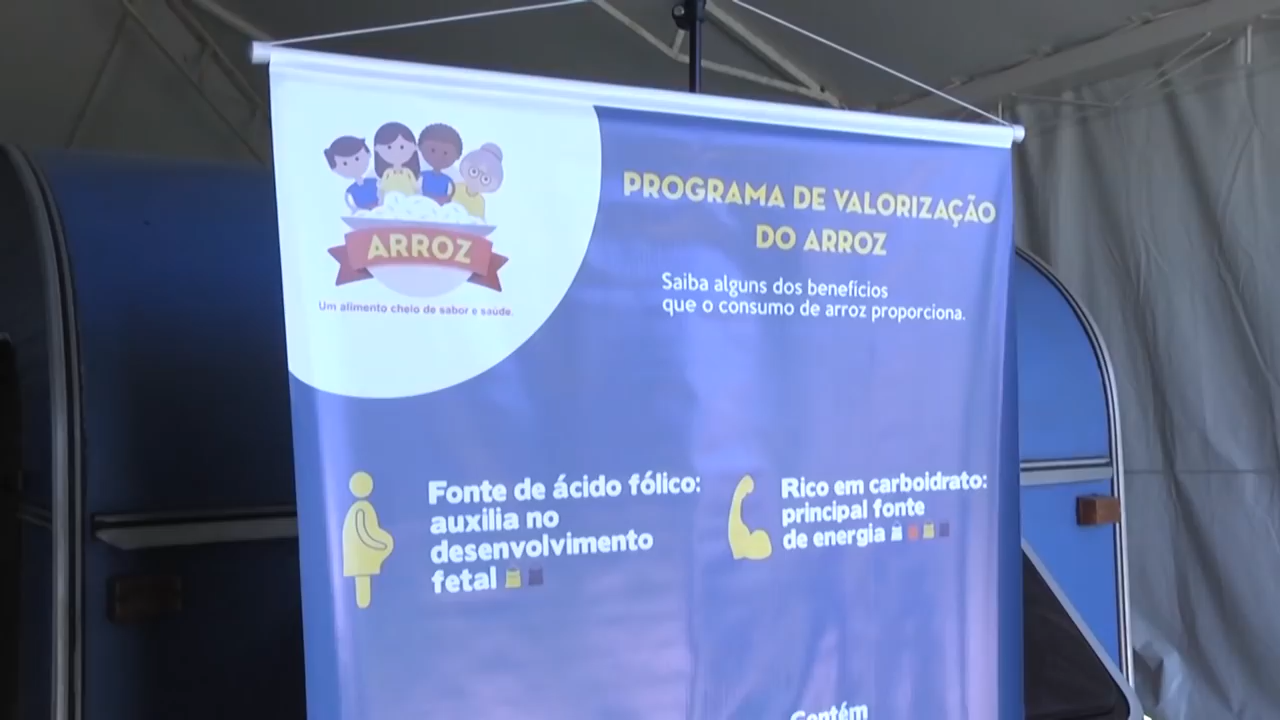 ARROZ
Um alimento cheio de sabor e saúde.
PROGRAMA DE VALORIZAÇÃO
DO ARROZ
Saiba alguns dos benefícios
que o consumo de arroz proporciona.
Fonte de ácido fólico:
auxilia no
desenvolvimento
fetal
Rico em carboidrato:
principal fonte
de energia
Contém